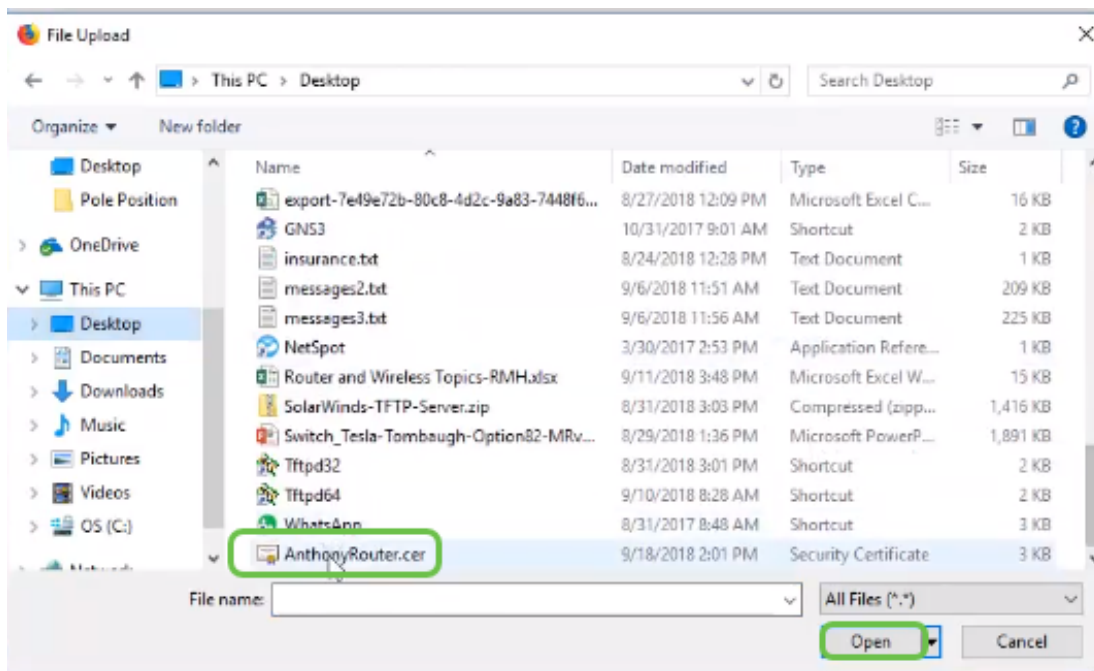 File Upload
This PC > Desktop
Search Desktop
Organize
New folder
Desktop
Pole Position
OneDrive
This PC
Desktop
Documents
Downloads
Music
Pictures
Videos
OS (C:)
Network
Name Date modified Type Size
export-7e49e72b-80c8-4d2c-9a83-7448f6... 8/27/2018 12:09 PM Microsoft Excel C... 16 KB
GNS3 10/31/2017 9:01 AM Shortcut 2 KB
insurance.txt 8/24/2018 12:28 PM Text Document 1 KB
messages2.txt 9/6/2018 11:51 AM Text Document 209 KB
messages3.txt 9/6/2018 11:56 AM Text Document 225 KB
NetSpot 3/30/2017 2:53 PM Application Refere... 1 KB
Router and Wireless Topics-RMH.xlsx 9/11/2018 3:48 PM Microsoft Excel W... 15 KB
SolarWinds-TFTP-Server.zip 8/31/2018 3:03 PM Compressed (zipp... 1,416 KB
Switch_Tesla-Tombaugh-Option82-MRv... 8/29/2018 1:36 PM Microsoft PowerP... 1,891 KB
Tftpd32 8/31/2018 3:01 PM Shortcut 2 KB
Tftpd64 9/10/2018 8:28 AM Shortcut 2 KB
WhatsApp 8/31/2017 8:48 AM Shortcut 3 KB
AnthonyRouter.cer 9/18/2018 2:01 PM Security Certificate 3 KB
File name:
All Files (*.*)
Open
Cancel